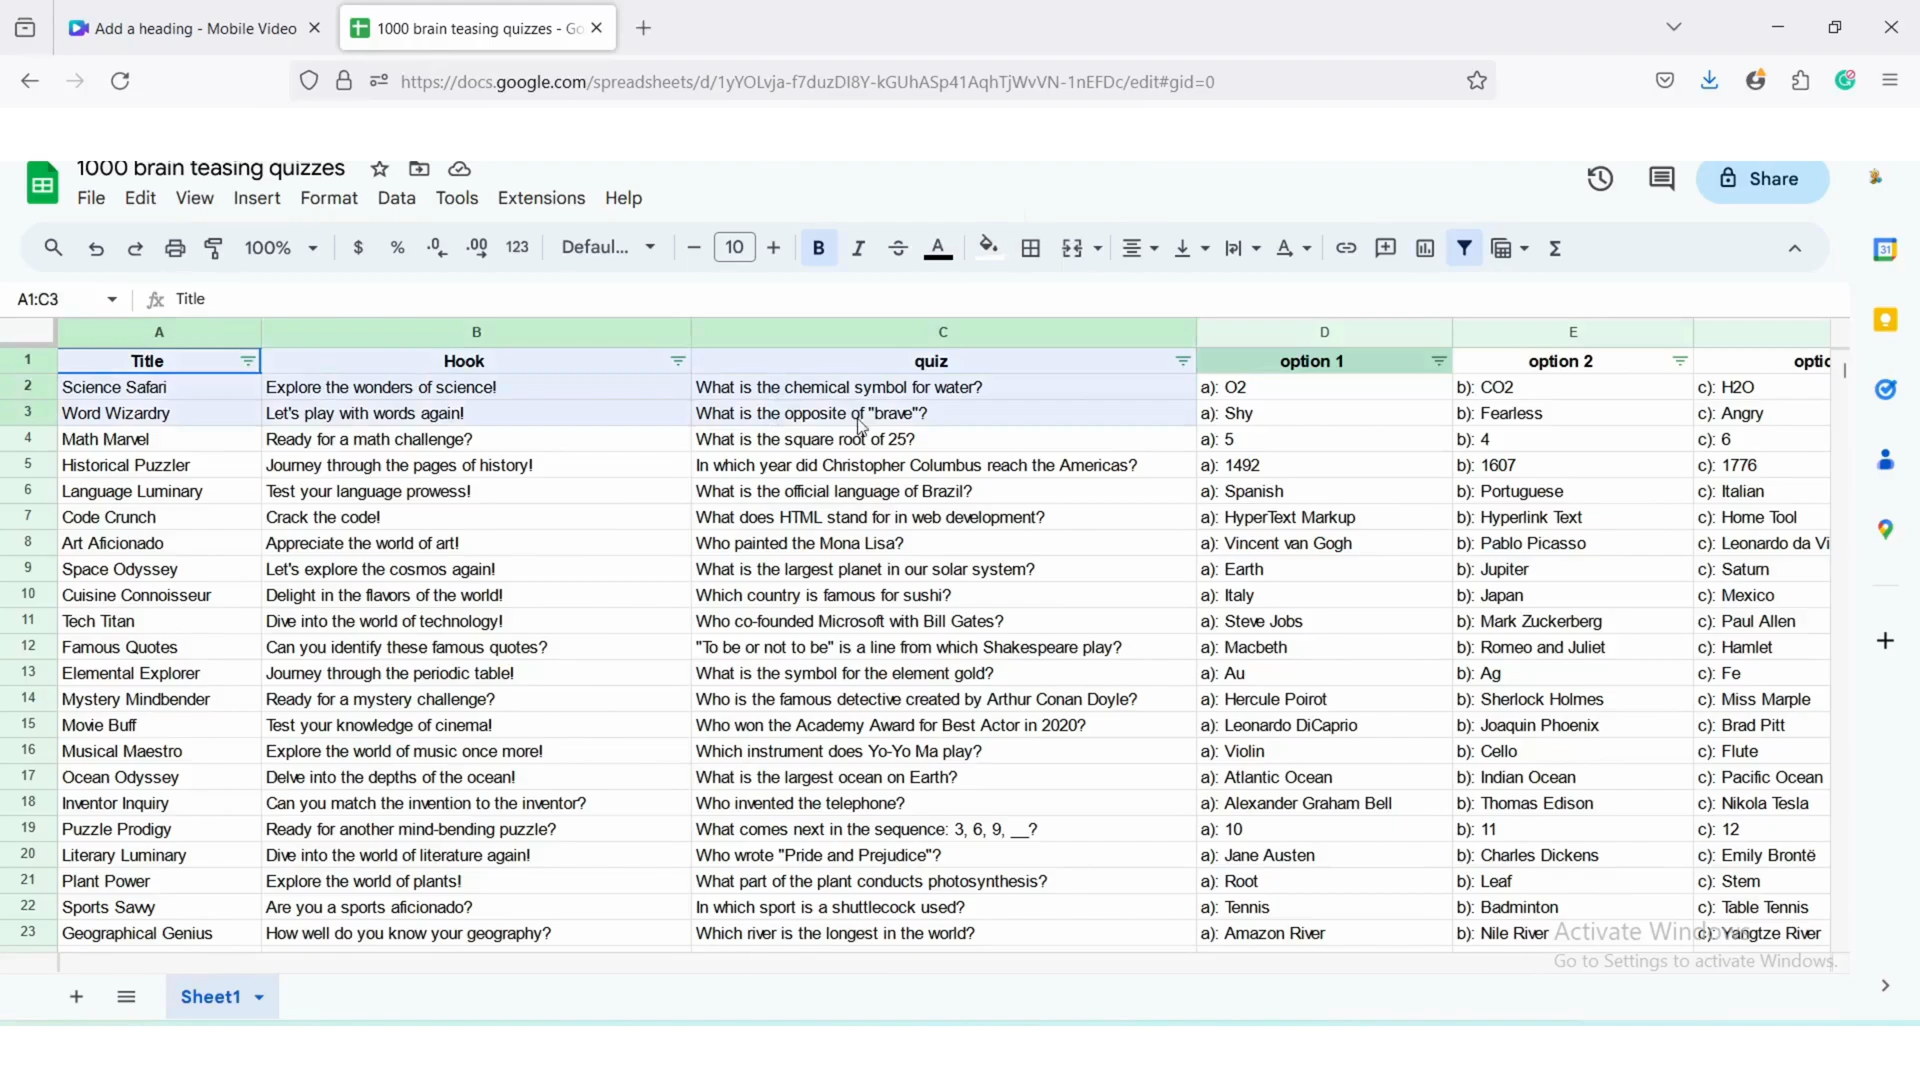 Add a heading - Mobile Video
1000 brain teasing quizzes - Go
https://docs.google.com/spreadsheets/d/1yYOLvja-f7duzDI8Y-kGUhASp41AqhTjWvVN-1nEFDc/edit#gid=0
1000 brain teasing quizzes
File Edit View Insert Format Data Tools Extensions Help
Share
100% $ % .0 .00 123 Defaul... 10 B I A Σ
31
A1:C3 fx Title
A B C D E
1 Title Hook quiz option 1 option 2 optic
2 Science Safari Explore the wonders of science! What is the chemical symbol for water? a): O2 b): CO2 c): H2O
3 Word Wizardry Let's play with words again! What is the opposite of "brave"? a): Shy b): Fearless c): Angry
4 Math Marvel Ready for a math challenge? What is the square root of 25? a): 5 b): 4 c): 6
5 Historical Puzzler Journey through the pages of history! In which year did Christopher Columbus reach the Americas? a): 1492 b): 1607 c): 1776
6 Language Luminary Test your language prowess! What is the official language of Brazil? a): Spanish b): Portuguese c): Italian
7 Code Crunch Crack the code! What does HTML stand for in web development? a): HyperText Markup b): Hyperlink Text c): Home Tool
8 Art Aficionado Appreciate the world of art! Who painted the Mona Lisa? a): Vincent van Gogh b): Pablo Picasso c): Leonardo da Vi
9 Space Odyssey Let's explore the cosmos again! What is the largest planet in our solar system? a): Earth b): Jupiter c): Saturn
10 Cuisine Connoisseur Delight in the flavors of the world! Which country is famous for sushi? a): Italy b): Japan c): Mexico
11 Tech Titan Dive into the world of technology! Who co-founded Microsoft with Bill Gates? a): Steve Jobs b): Mark Zuckerberg c): Paul Allen
12 Famous Quotes Can you identify these famous quotes? "To be or not to be" is a line from which Shakespeare play? a): Macbeth b): Romeo and Juliet c): Hamlet
13 Elemental Explorer Journey through the periodic table! What is the symbol for the element gold? a): Au b): Ag c): Fe
14 Mystery Mindbender Ready for a mystery challenge? Who is the famous detective created by Arthur Conan Doyle? a): Hercule Poirot b): Sherlock Holmes c): Miss Marple
15 Movie Buff Test your knowledge of cinema! Who won the Academy Award for Best Actor in 2020? a): Leonardo DiCaprio b): Joaquin Phoenix c): Brad Pitt
16 Musical Maestro Explore the world of music once more! Which instrument does Yo-Yo Ma play? a): Violin b): Cello c): Flute
17 Ocean Odyssey Delve into the depths of the ocean! What is the largest ocean on Earth? a): Atlantic Ocean b): Indian Ocean c): Pacific Ocean
18 Inventor Inquiry Can you match the invention to the inventor? Who invented the telephone? a): Alexander Graham Bell b): Thomas Edison c): Nikola Tesla
19 Puzzle Prodigy Ready for another mind-bending puzzle? What comes next in the sequence: 3, 6, 9, __? a): 10 b): 11 c): 12
20 Literary Luminary Dive into the world of literature again! Who wrote "Pride and Prejudice"? a): Jane Austen b): Charles Dickens c): Emily Brontë
21 Plant Power Explore the world of plants! What part of the plant conducts photosynthesis? a): Root b): Leaf c): Stem
22 Sports Savvy Are you a sports aficionado? In which sport is a shuttlecock used? a): Tennis b): Badminton c): Table Tennis
23 Geographical Genius How well do you know your geography? Which river is the longest in the world? a): Amazon River b): Nile River c): Yangtze River
Activate Windows
Go to Settings to activate Windows.
Sheet1